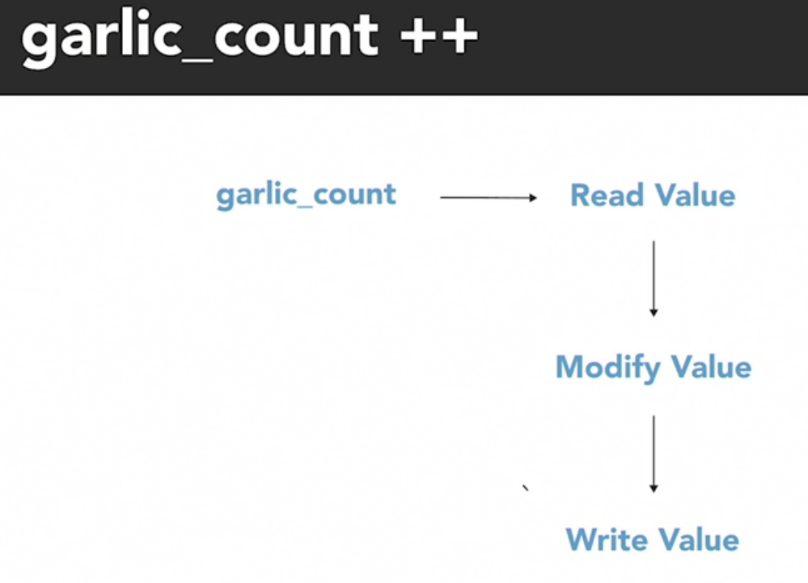 garlic_count ++
garlic_count
Read Value
Modify Value
Write Value